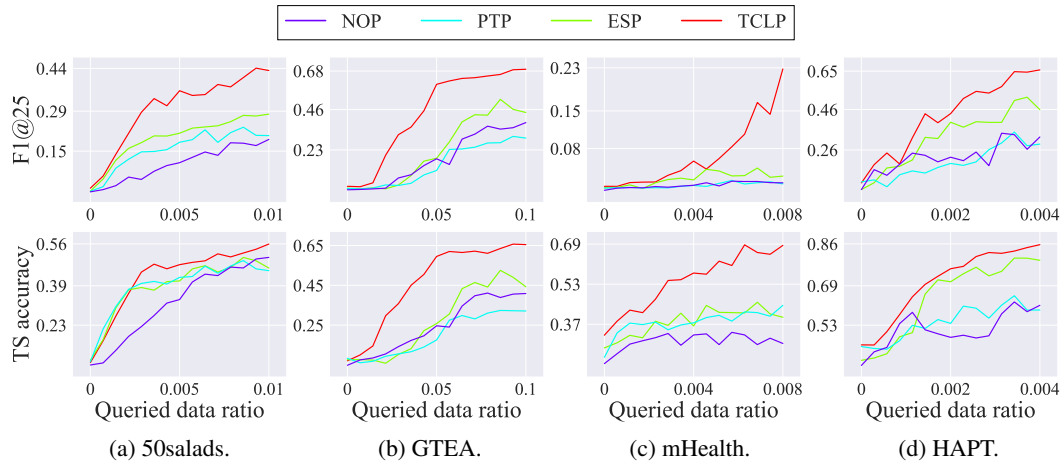 NOP PTP ESP TCLP
F1@25
0.44
0.29
0.15
0 0.005 0.01
0.68
0.46
0.23
0 0.05 0.1
0.23
0.15
0.08
0 0.004 0.008
0.65
0.46
0.26
0 0.002 0.004
TS accuracy
0.56
0.39
0.23
0 0.005 0.01
0.65
0.45
0.25
0 0.05 0.1
0.69
0.53
0.37
0 0.004 0.008
0.86
0.69
0.53
0 0.002 0.004
Queried data ratio Queried data ratio Queried data ratio Queried data ratio
(a) 50salads. (b) GTEA. (c) mHealth. (d) HAPT.